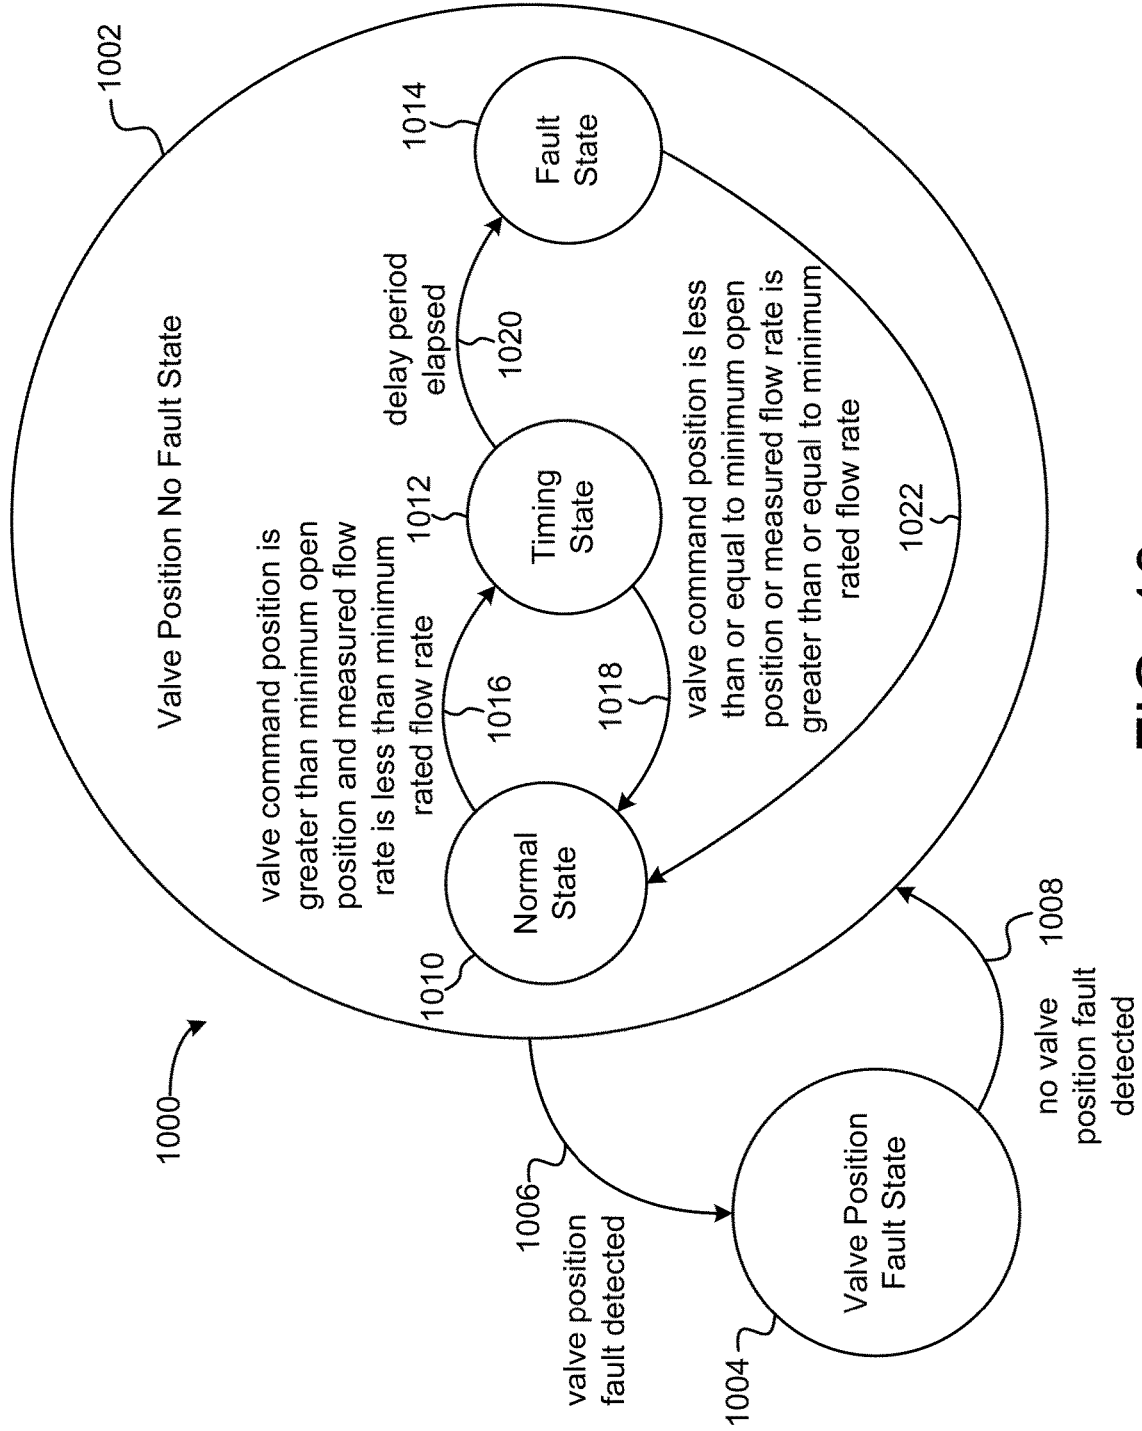 1000
1002
Valve Position No Fault State
valve command position is
greater than minimum open
position and measured flow
rate is less than minimum
rated flow rate
delay period
elapsed
1010
1012
1014
1016
1020
Normal
State
Timing
State
Fault
State
1018
valve command position is less
than or equal to minimum open
position or measured flow rate is
greater than or equal to minimum
rated flow rate
1022
1006
valve position
fault detected
1004
Valve Position
Fault State
1008
no valve
position fault
detected